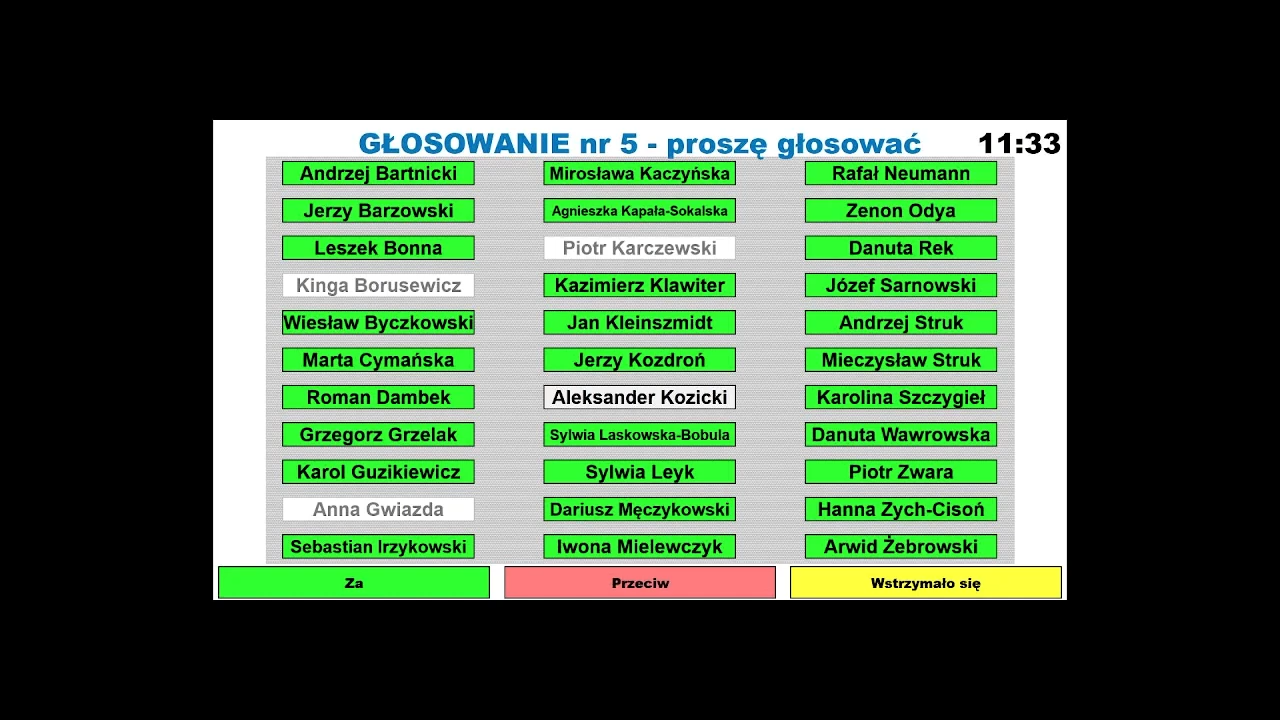 GŁOSOWANIE nr 5 - proszę głosować 11:33
Andrzej Bartnicki Mirosława Kaczyńska Rafał Neumann
Jerzy Barzowski Agnieszka Kapała-Sokalska Zenon Odya
Leszek Bonna Piotr Karczewski Danuta Rek
Kinga Borusewicz Kazimierz Klawiter Józef Sarnowski
Wiesław Byczkowski Jan Kleinszmidt Andrzej Struk
Marta Cymańska Jerzy Kozdroń Mieczysław Struk
Roman Dambek Aleksander Kozicki Karolina Szczygieł
Grzegorz Grzelak Sylwia Laskowska-Bobula Danuta Wawrowska
Karol Guzikiewicz Sylwia Leyk Piotr Zwara
Anna Gwiazda Dariusz Męczykowski Hanna Zych-Cisoń
Sebastian Irzykowski Iwona Mielewczyk Arwid Żebrowski
Za Przeciw Wstrzymało się